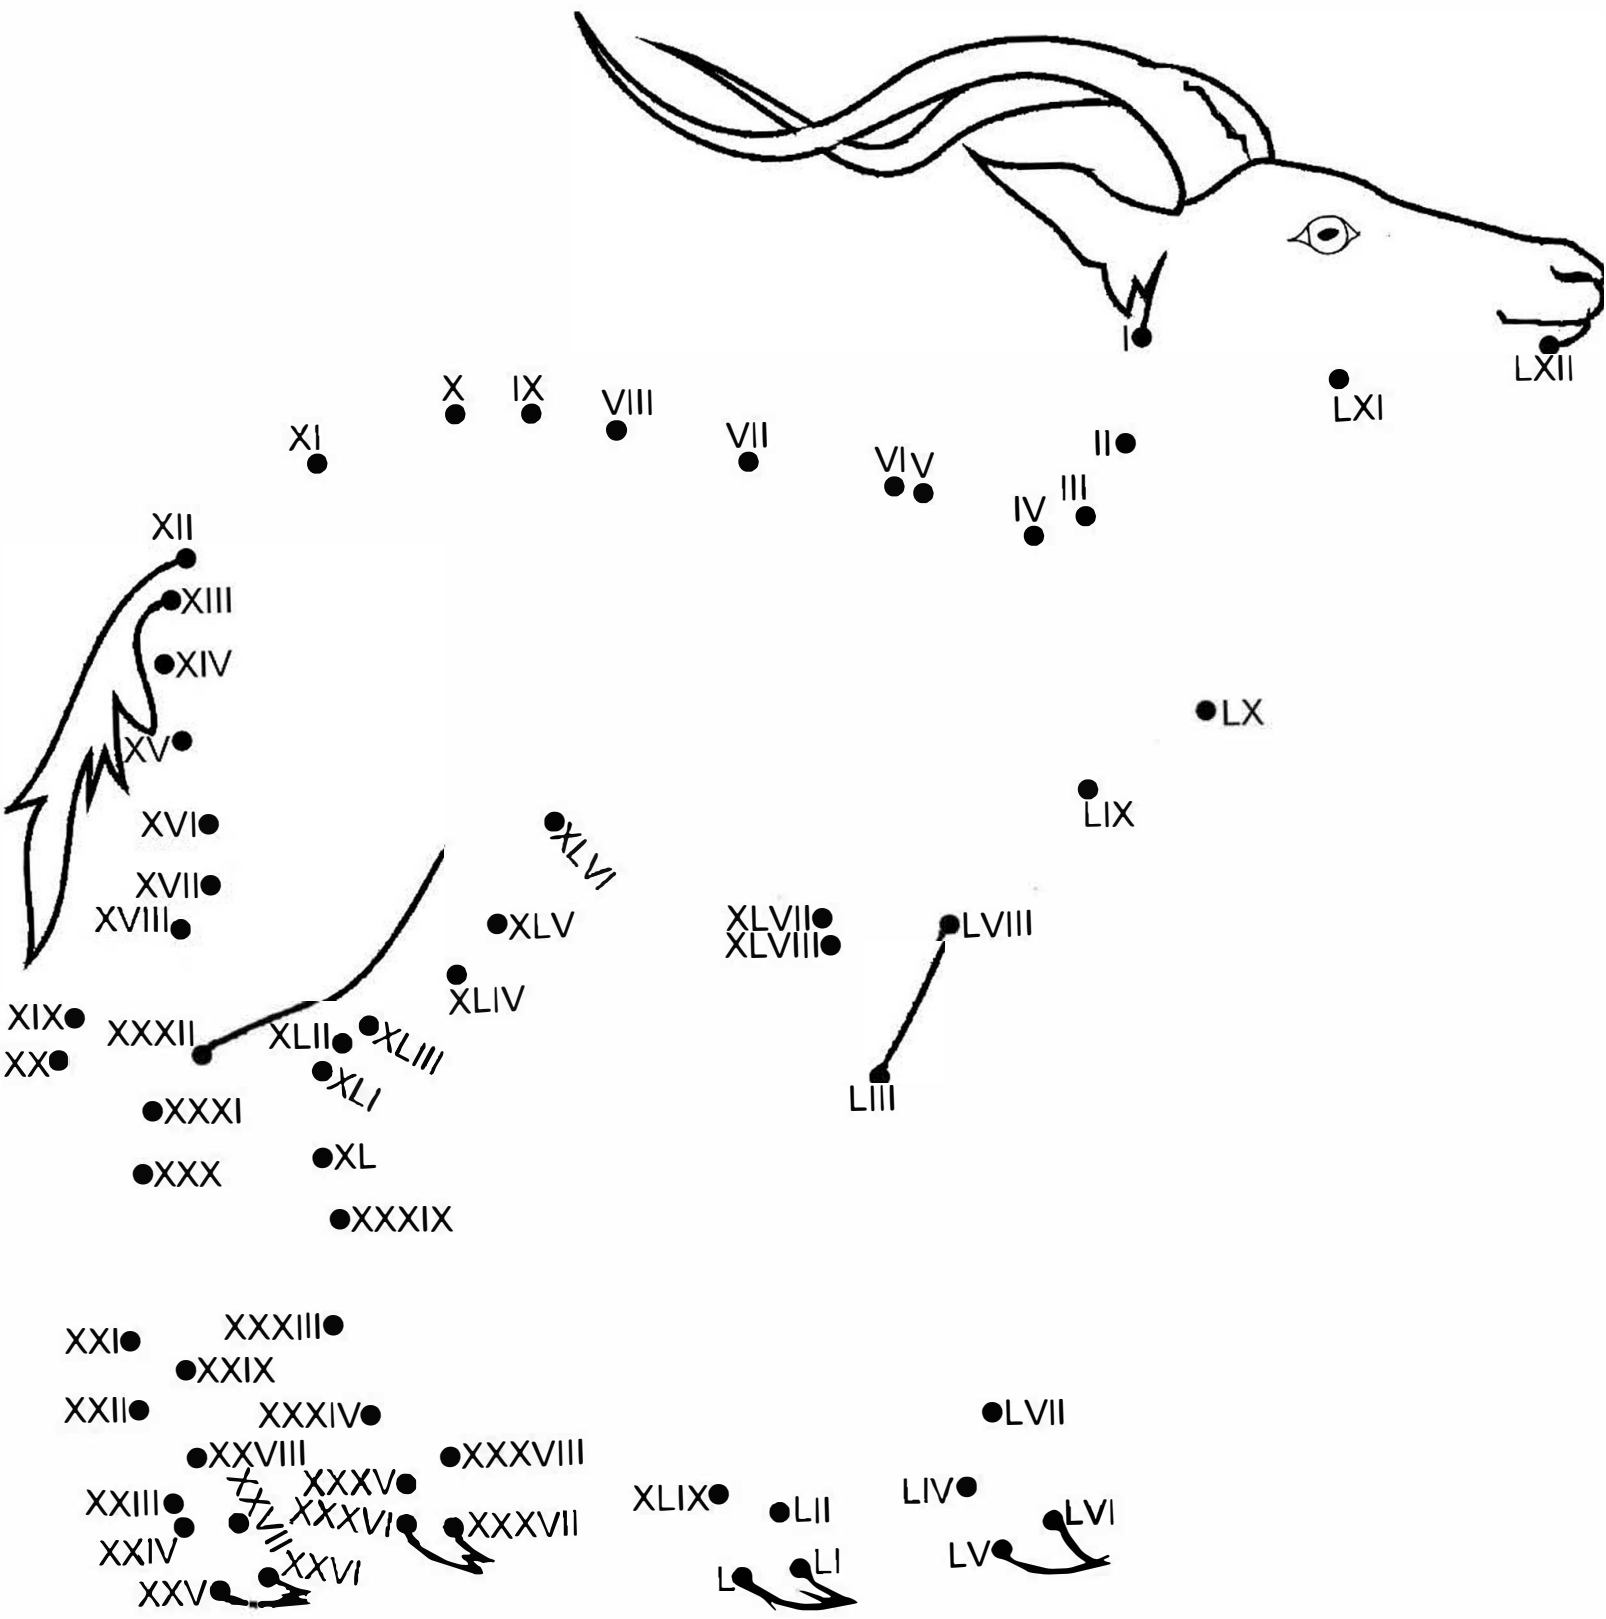 I
LXII
X IX VIII
LXI
XI VII
II
VI V
III
IV
XII
XIII
XIV
LX
XV
LIX
XVI
XLVI
XVII
XVIII XLV XLVII LVIII
XLVIII
XLIV
XIX XXXII XLII XLIII
XX
XLI LIII
XXXI
XL
XXX
XXXIX
XXXIII
XXI
XXIX
XXII XXXIV LVII
XXVIII XXXVIII
XXXV LIV
XXIII XLIX LII
XXVII XXXVI XXXVII LVI
XXIV LV
XXVI LI
XXV L